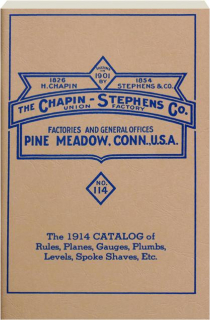 1901
1826 BY 1854
H. CHAPIN STEPHENS & CO.
THE CHAPIN-STEPHENS CO.
UNION FACTORY
FACTORIES AND GENERAL OFFICES
PINE MEADOW, CONN., U.S.A.
NO.
114
The 1914 CATALOG of
Rules, Planes, Gauges, Plumbs,
Levels, Spoke Shaves, Etc.